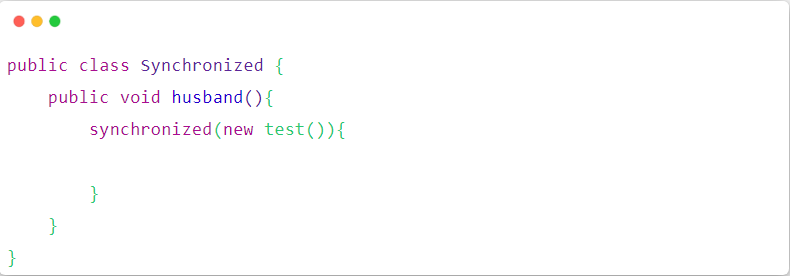 public class Synchronized {
    public void husband(){
        synchronized(new test()){

        }
    }
}